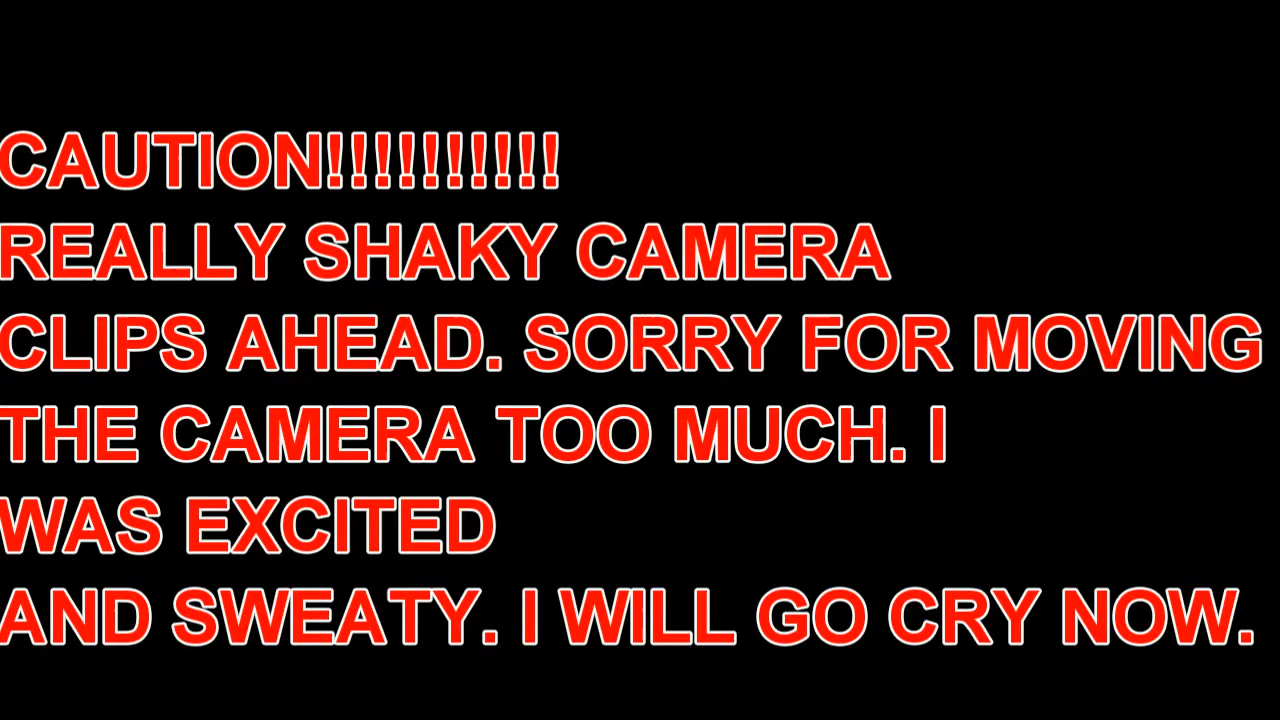 CAUTION!!!!!!!!!!
REALLY SHAKY CAMERA
CLIPS AHEAD. SORRY FOR MOVING
THE CAMERA TOO MUCH. I
WAS EXCITED
AND SWEATY. I WILL GO CRY NOW.